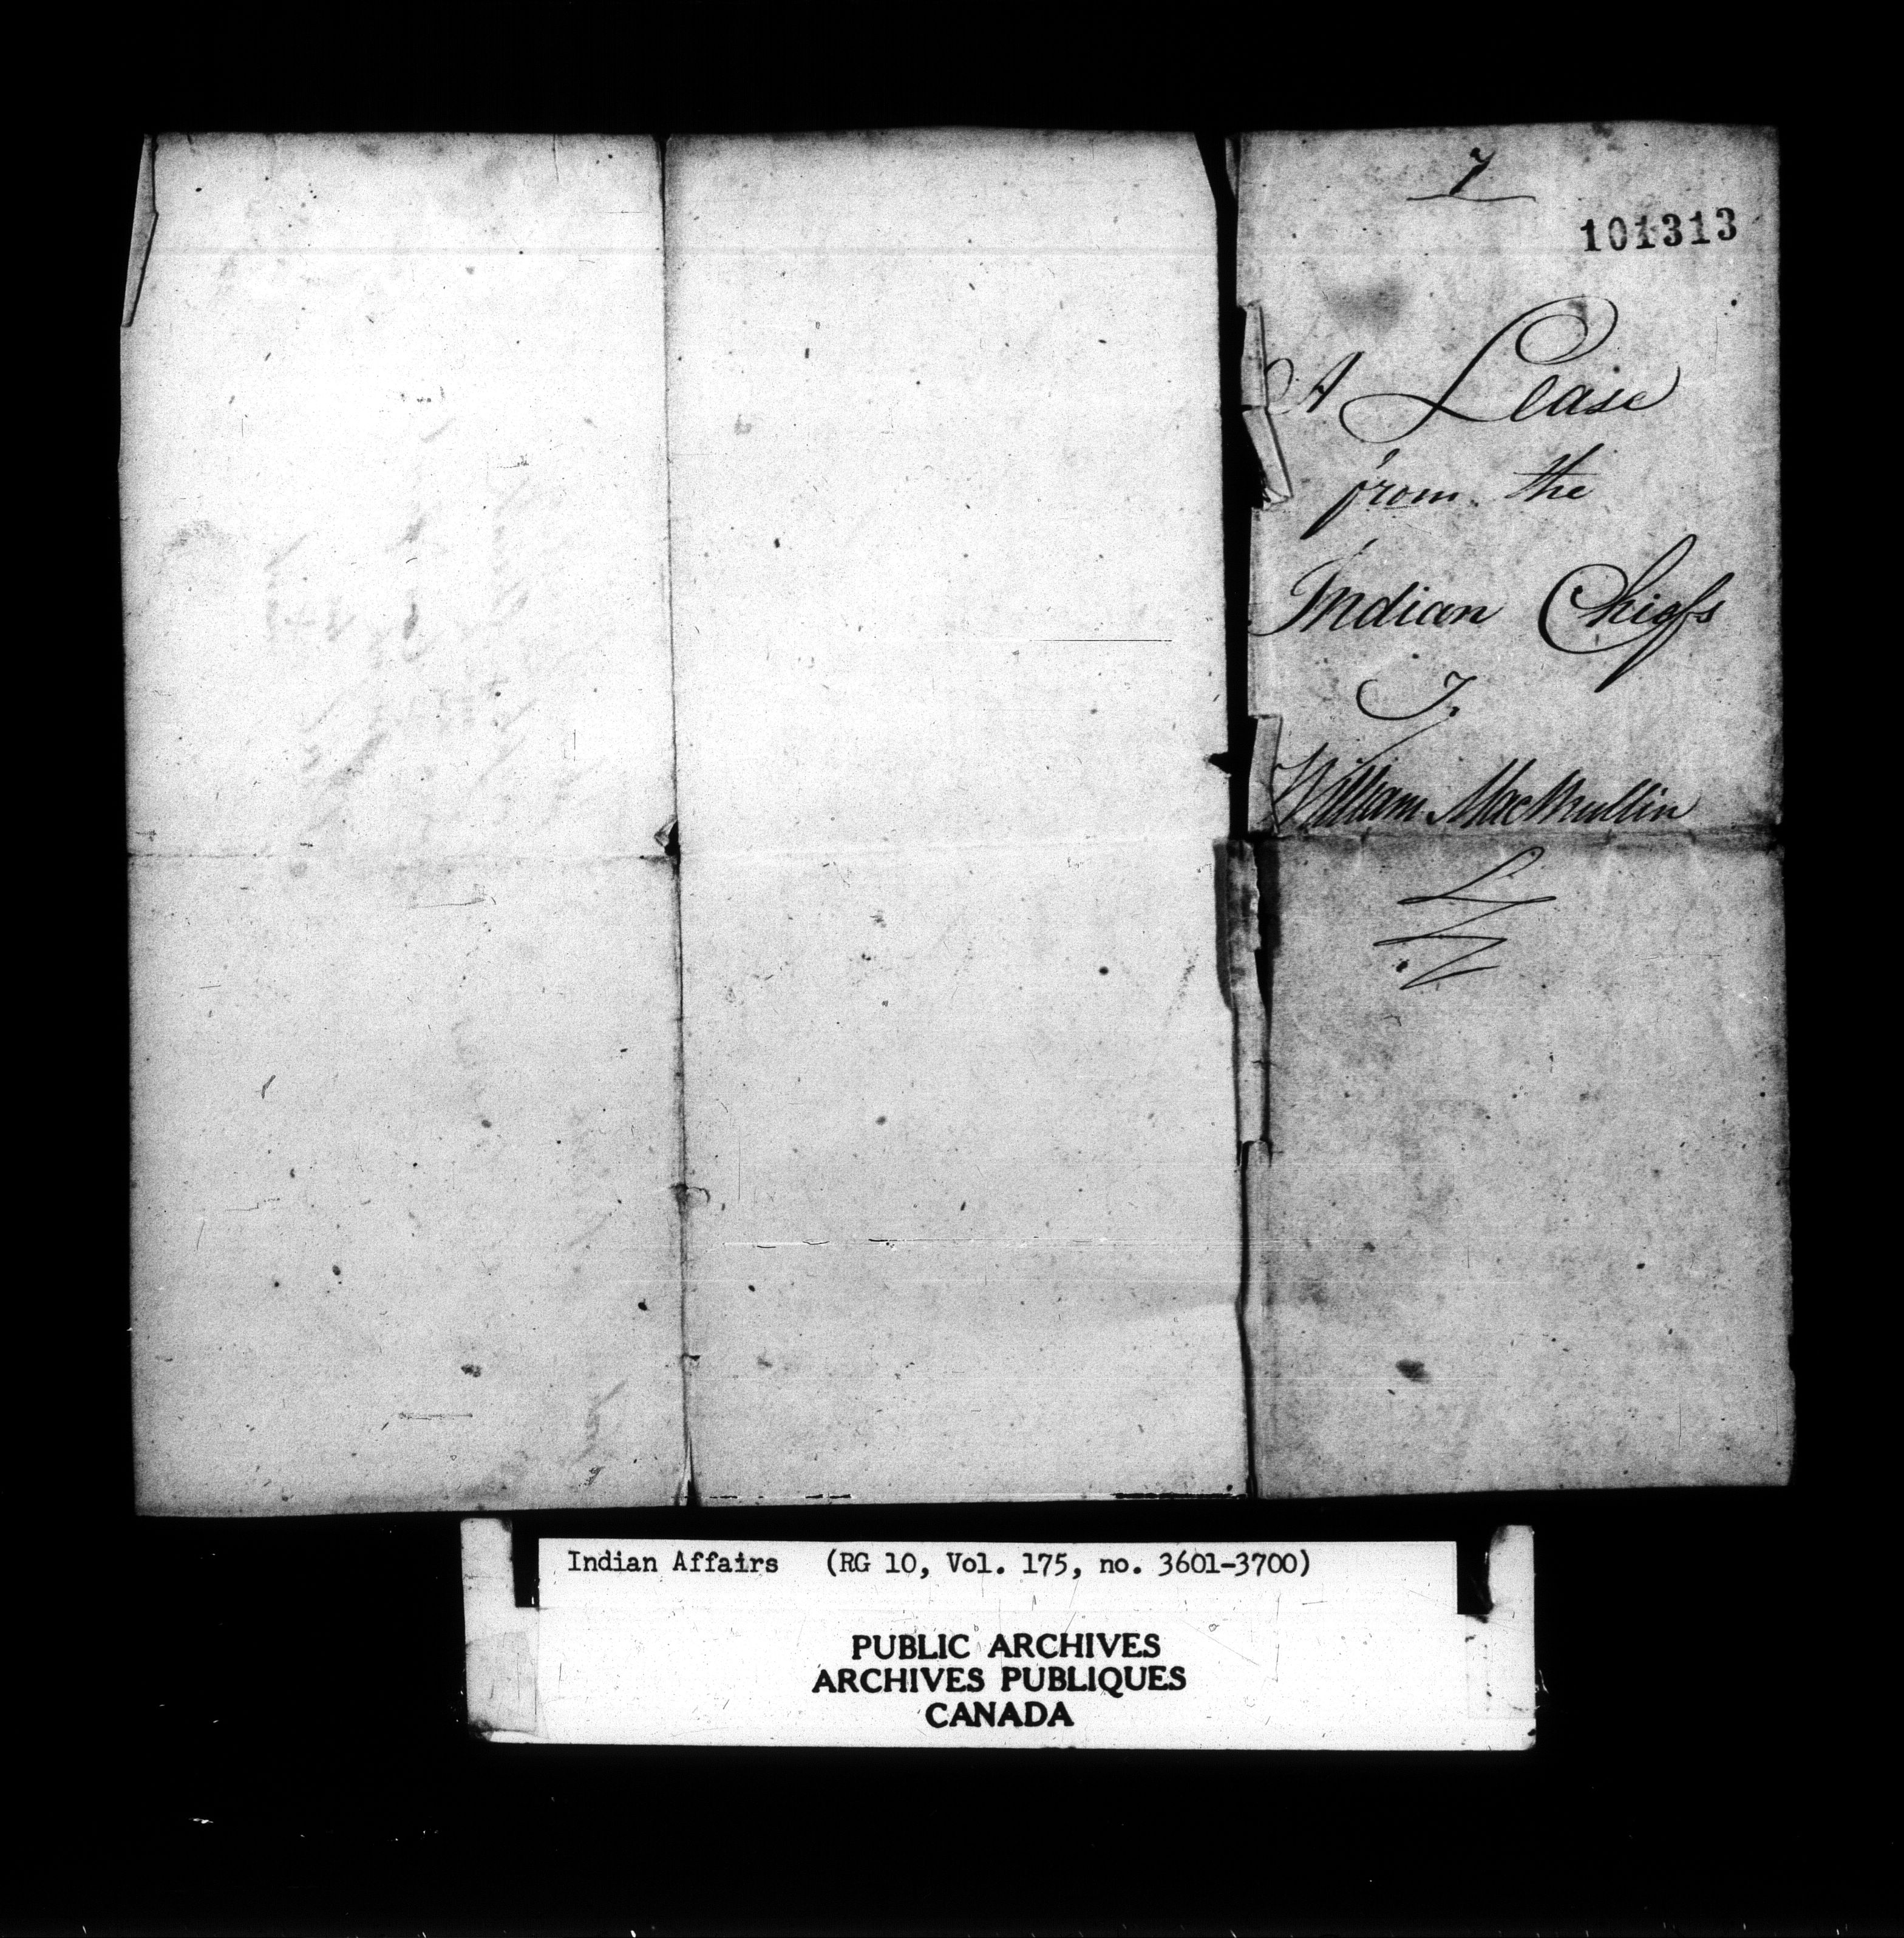 7
101313
A Lease
from the
Indian Chiefs
To
William MacMullin
Indian Affairs (RG 10, Vol. 175, no. 3601-3700)
PUBLIC ARCHIVES
ARCHIVES PUBLIQUES
CANADA